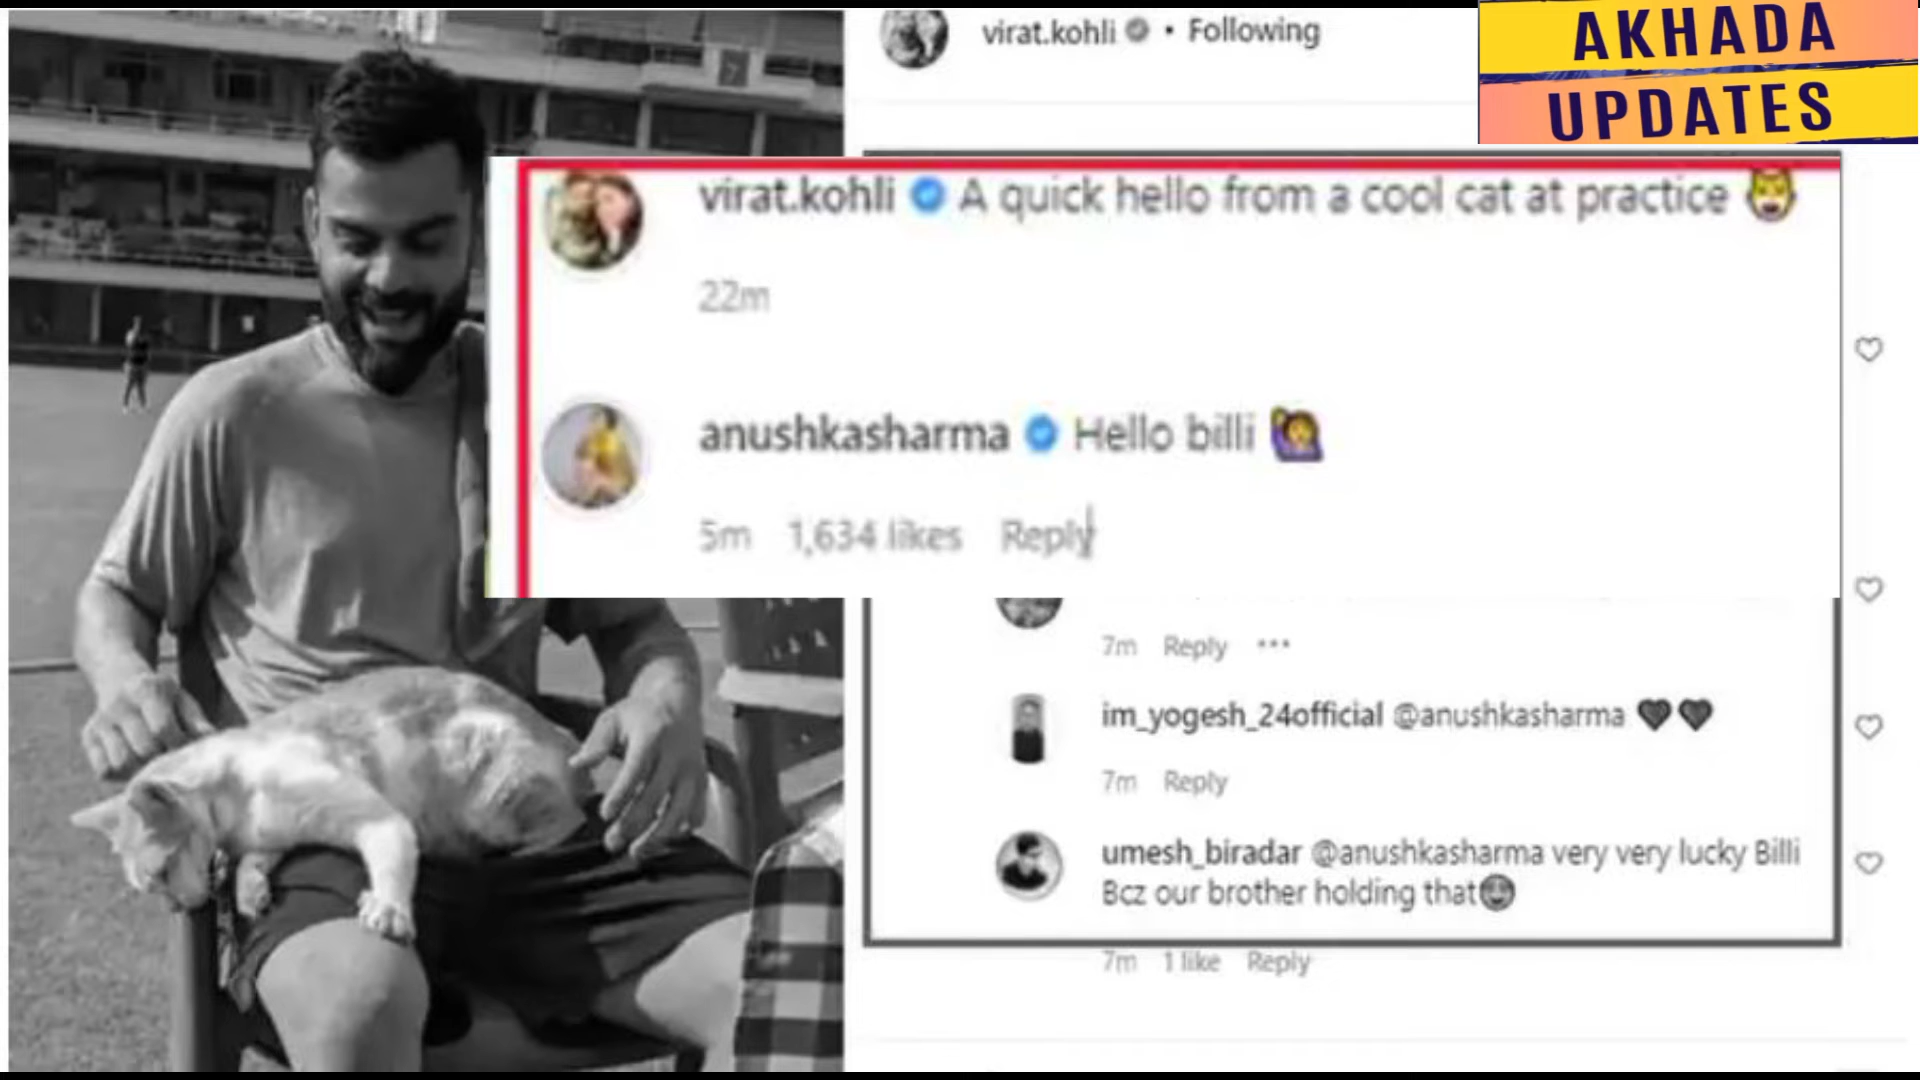 virat.kohli • Following
AKHADA
UPDATES
virat.kohli A quick hello from a cool cat at practice
22m
anushkasharma Hello billi
5m 1,634 likes Reply
7m Reply ...
im_yogesh_24official @anushkasharma
7m Reply
umesh_biradar @anushkasharma very very lucky Billi
Bcz our brother holding that
7m 1 like Reply
7